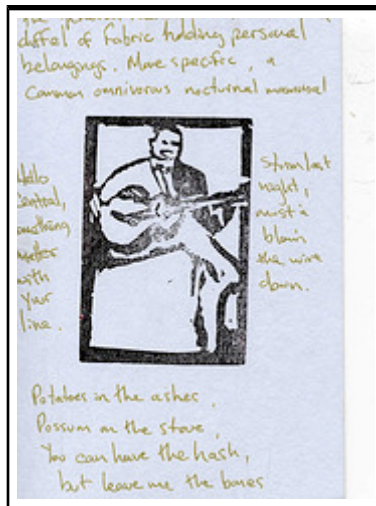 the
duffel of fabric holding personal
belongings. More specific, a
common omnivorous nocturnal mammal
Hello
Central,
anything
matter
with
your
line.
Storm last
night,
must a
blown
the wire
down.
Potatoes in the ashes,
Possum on the stove,
You can have the hash,
but leave me the bones